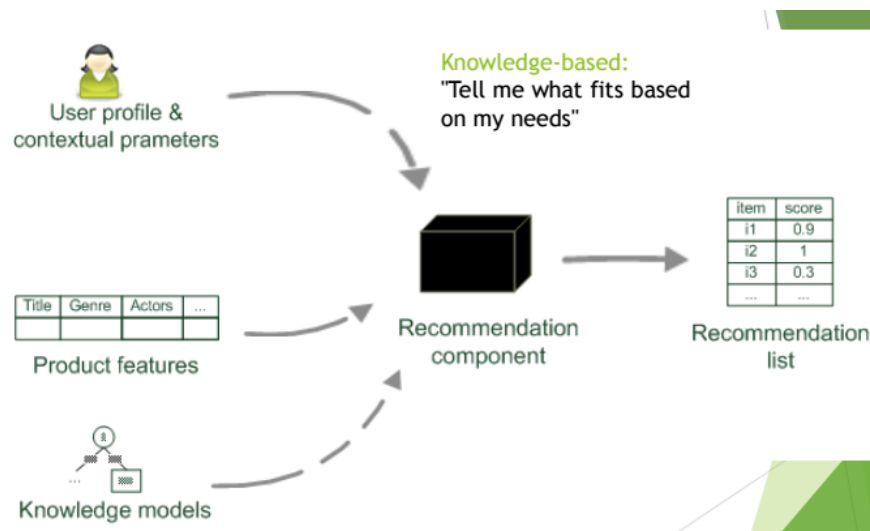 Knowledge-based:
"Tell me what fits based
on my needs"
User profile &
contextual prameters
Title Genre Actors ...
Product features
...
Knowledge models
Recommendation
component
item score
i1 0.9
i2 1
i3 0.3
... ...
Recommendation
list